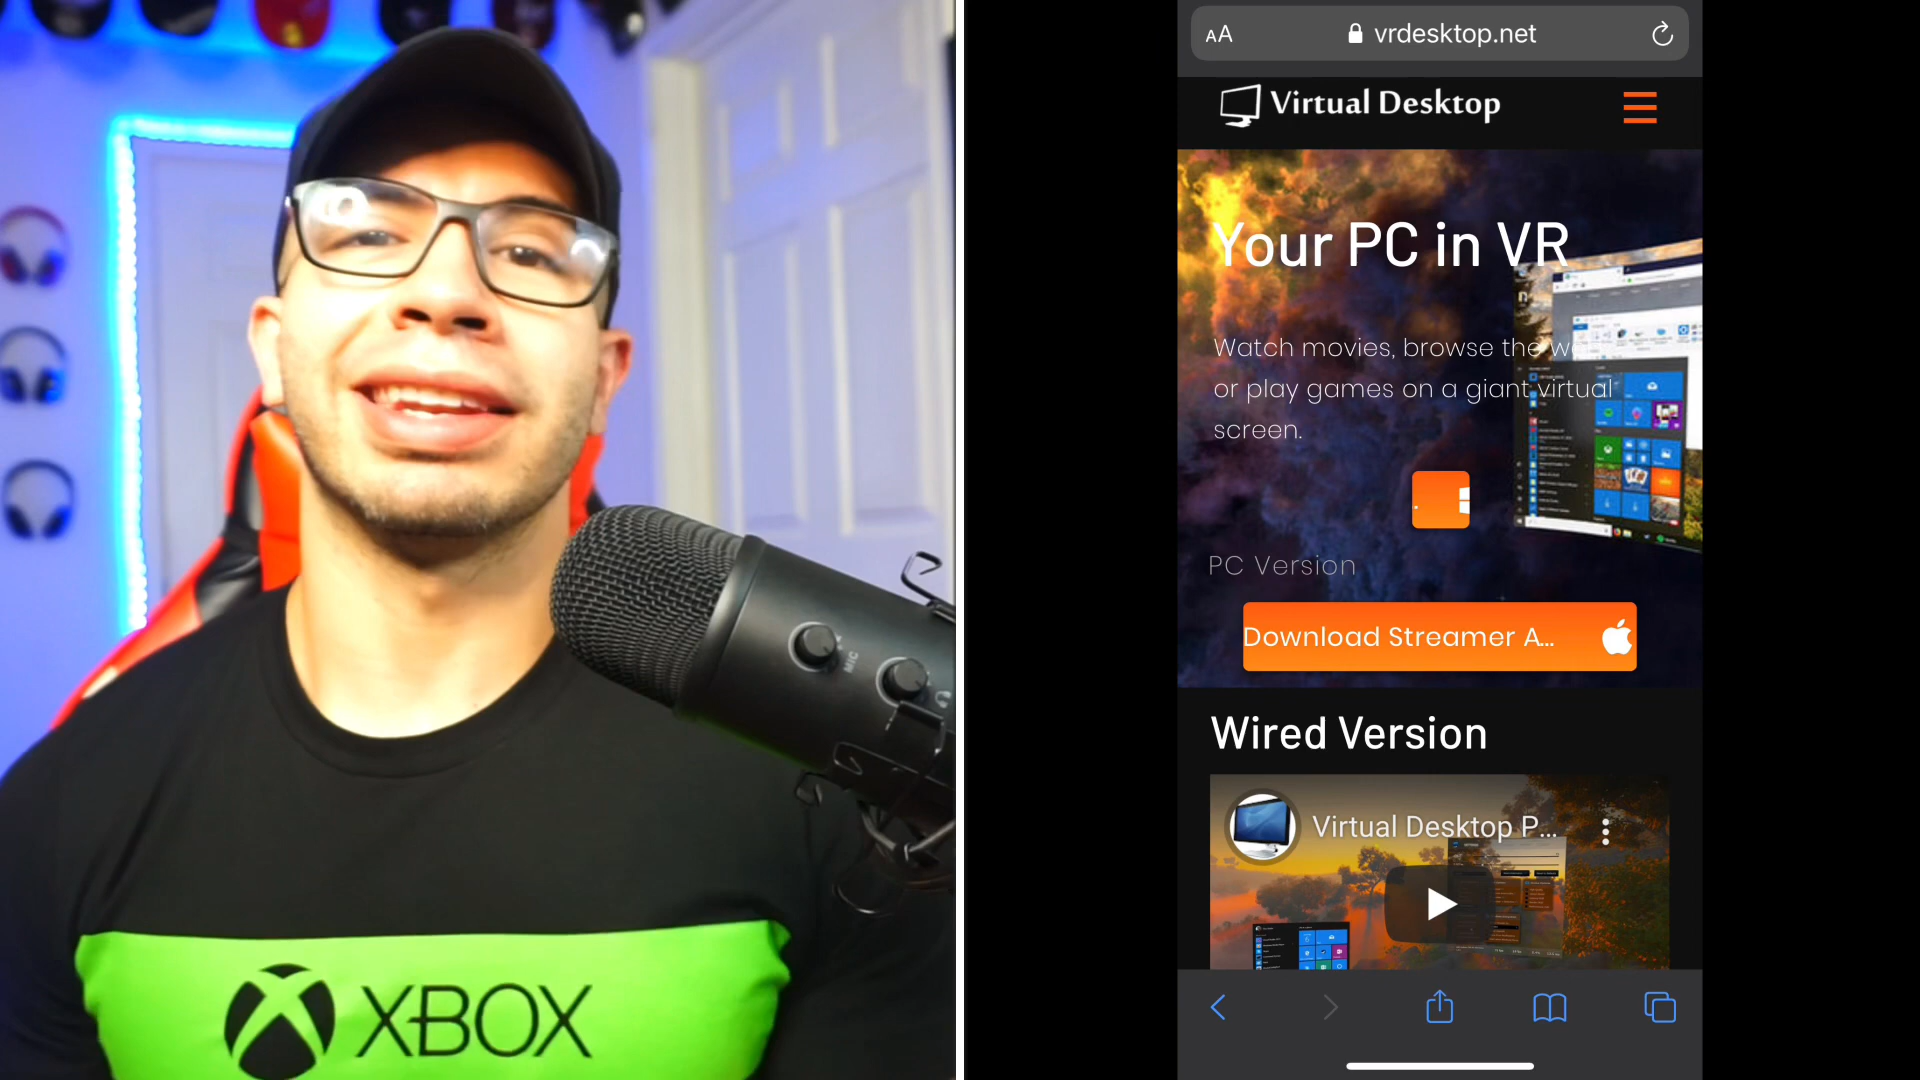 XBOX
MIC
AA
vrdesktop.net
Virtual Desktop
Your PC in VR
Watch movies, browse the we
or play games on a giant virtual
screen.
PC Version
Download Streamer A...
Wired Version
Virtual Desktop P...